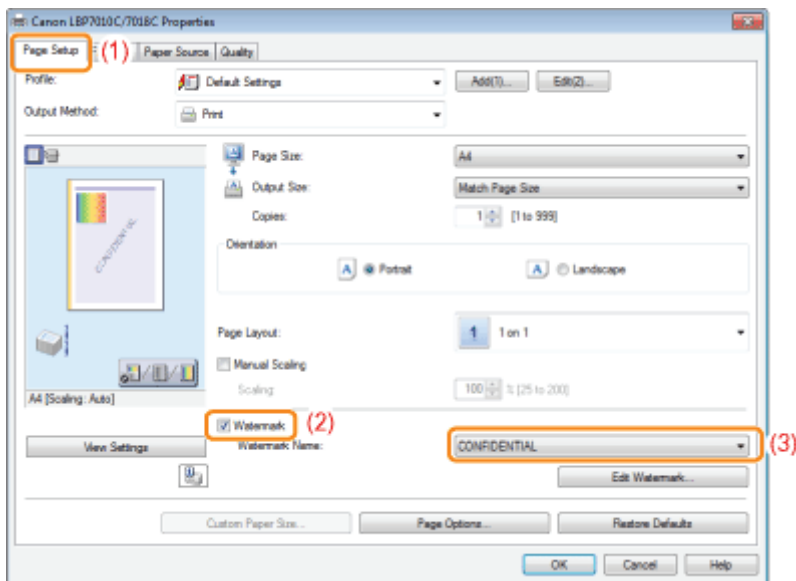 Canon LBP7010C/7018C Properties
Page Setup (1) Paper Source Quality
Profile: Default Settings Add(1)... Edit(2)...
Output Method: Print
Page Size: A4
Output Size: Match Page Size
Copies: 1 [1 to 999]
Orientation
A Portrait A Landscape
CONFIDENTIAL
Page Layout: 1 1 on 1
Manual Scaling
Scaling: 100 % [25 to 200]
A4 [Scaling: Auto]
Watermark (2)
View Settings Watermark Name: CONFIDENTIAL (3)
Edit Watermark...
Custom Paper Size... Page Options... Restore Defaults
OK Cancel Help